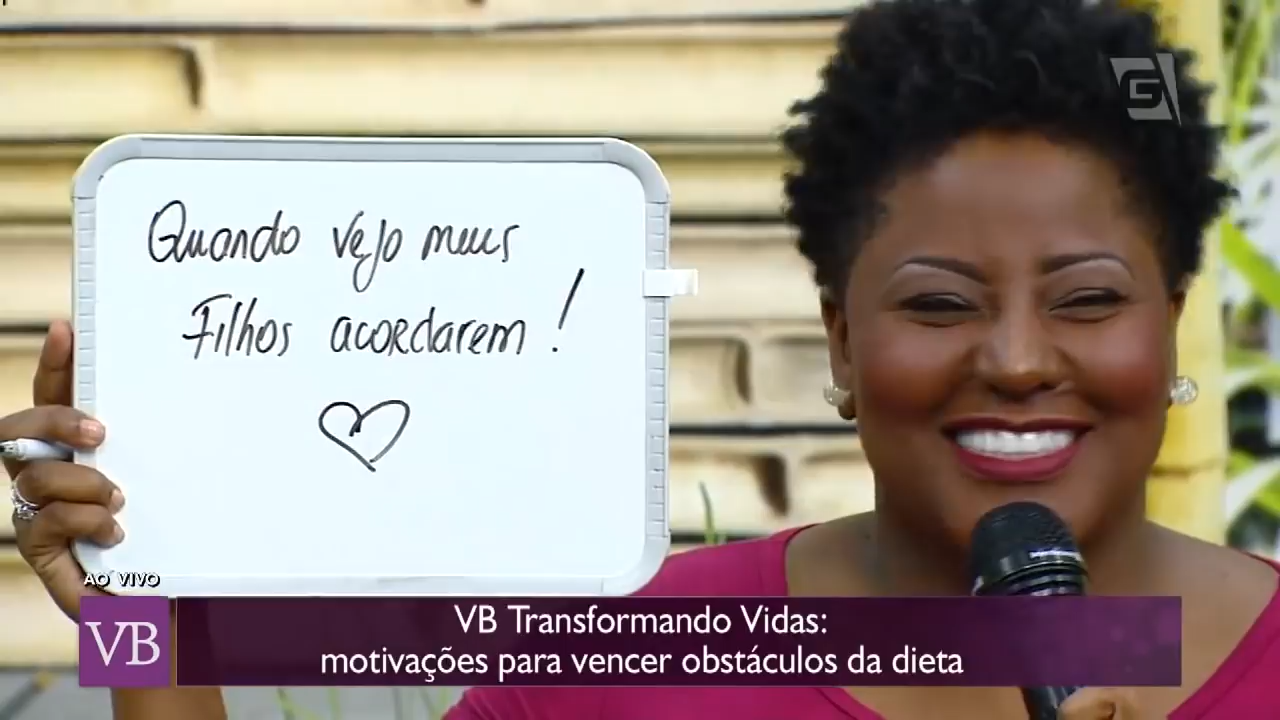 Quando vejo meus
Filhos acordarem!
AO VIVO
VB
VB Transformando Vidas:
motivações para vencer obstáculos da dieta